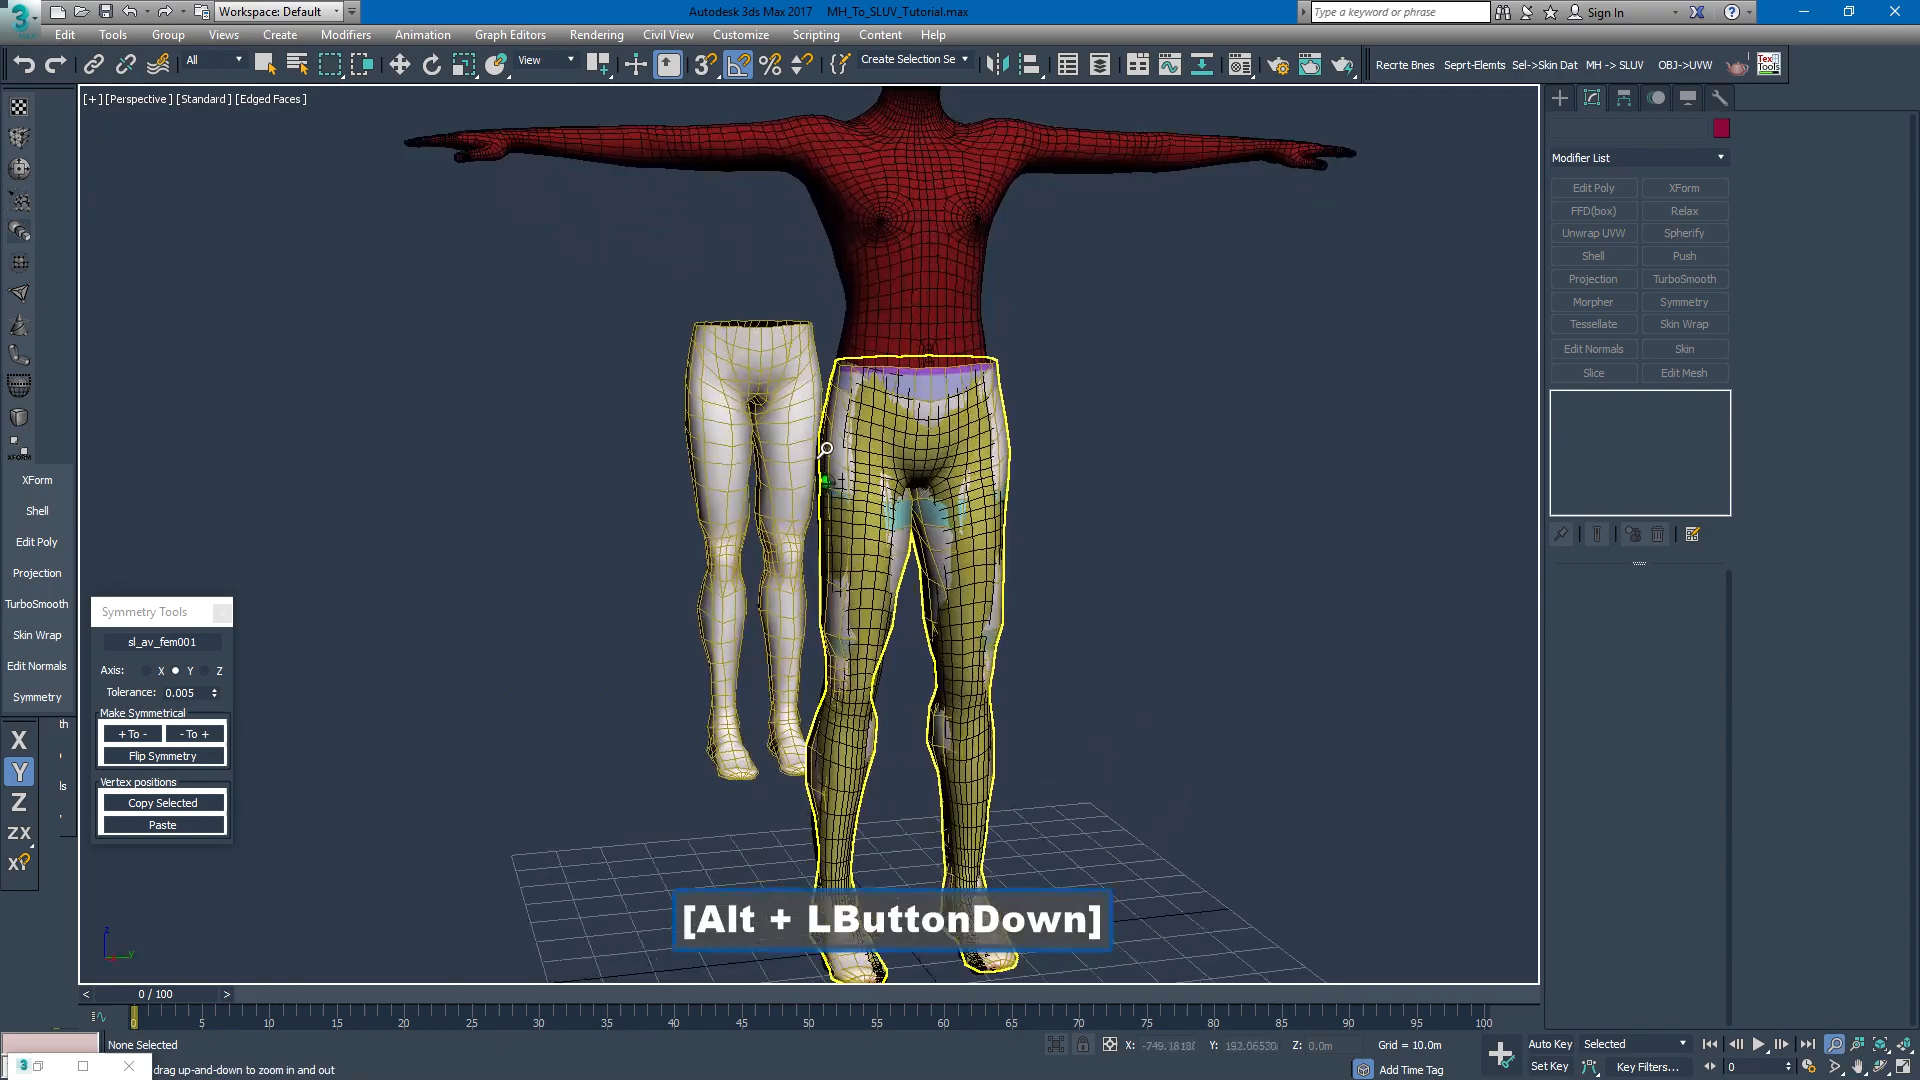 Workspace: Default
Autodesk 3ds Max 2017 MH_To_SLUV_Tutorial.max
Type a keyword or phrase
Sign In
Edit Tools Group Views Create Modifiers Animation Graph Editors Rendering Civil View Customize Scripting Content Help
All View Create Selection Se
Recrte Bnes Seprt-Elemts Sel->Skin Dat MH -> SLUV OBJ->UVW
[+] [Perspective] [Standard] [Edged Faces]
Modifier List
Edit Poly XForm
FFD(box) Relax
Unwrap UVW Spherify
Shell Push
Projection TurboSmooth
Morpher Symmetry
Tessellate Skin Wrap
Edit Normals Skin
Slice Edit Mesh
XForm
Shell
Edit Poly
Projection
TurboSmooth
Skin Wrap
Edit Normals
Symmetry
X
Y
Z
ZX
XY
Symmetry Tools
sl_av_fem001
Axis: X Y Z
Tolerance: 0.005
Make Symmetrical
+ To - - To +
Flip Symmetry
Vertex positions
Copy Selected
Paste
[Alt + LButtonDown]
< 0 / 100 >
0 5 10 15 20 25 30 35 40 45 50 55 60 65 70 75 80 85 90 95 100
None Selected
drag up-and-down to zoom in and out
X: Y: Z: 0.0m Grid = 10.0m
Add Time Tag
Auto Key Selected
Set Key Key Filters... 0